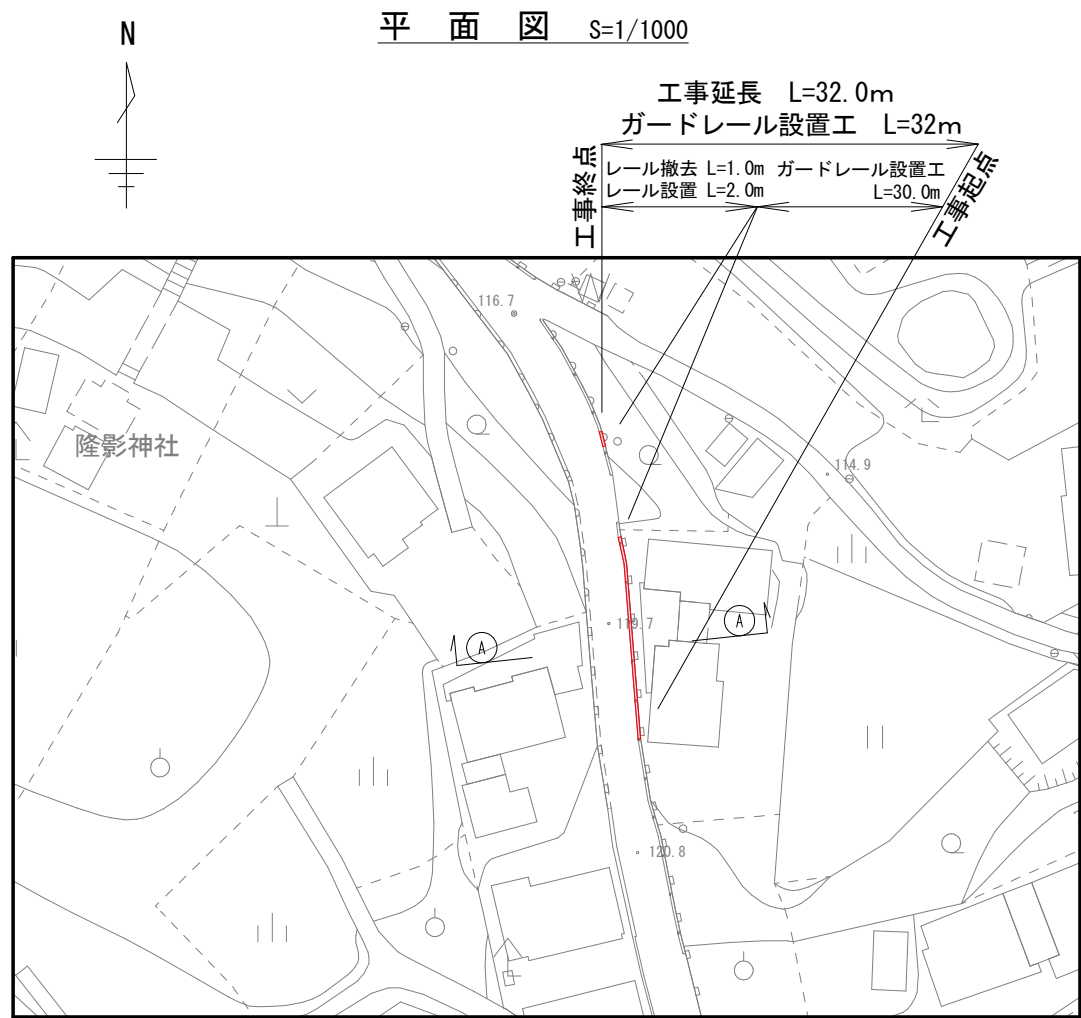 平面図 S=1/1000
N
工事延長 L=32.0m
ガードレール設置工 L=32m
工事終点
レール撤去 L=1.0m
レール設置 L=2.0m
ガードレール設置工
L=30.0m
工事起点
116.7
隆影神社
114.9
119.7
A
A
120.8